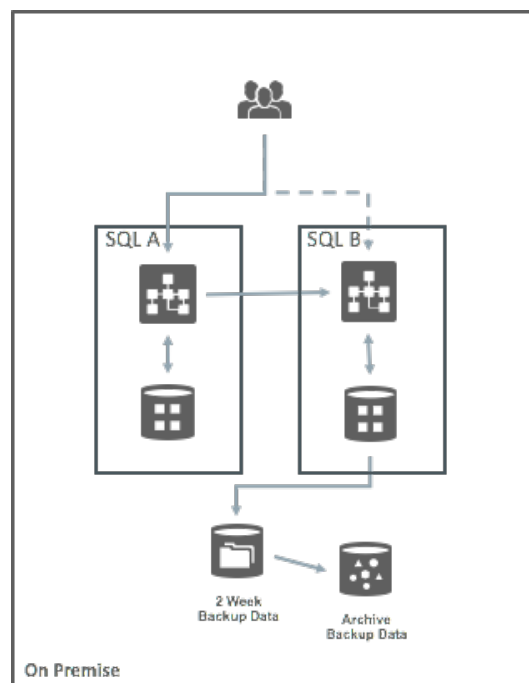 SQL A
SQL B
2 Week
Backup Data
Archive
Backup Data
On Premise